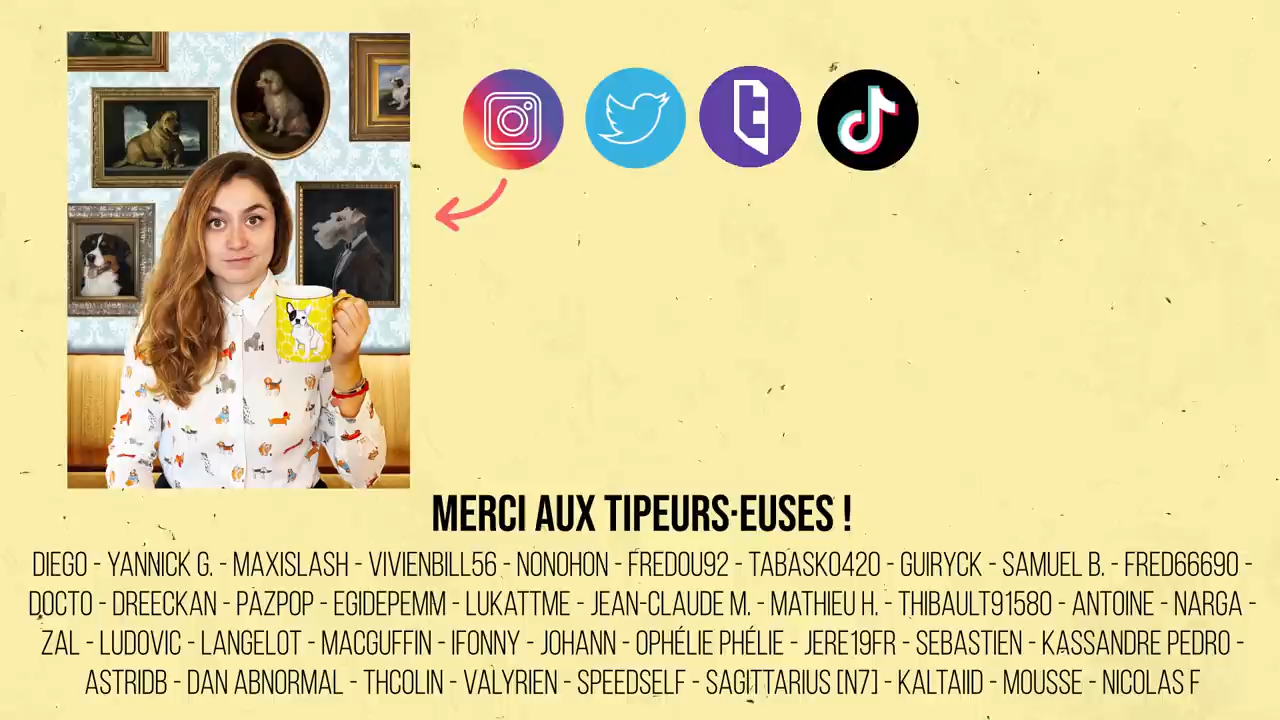 MERCI AUX TIPEURS·EUSES !
DIEGO - YANNICK G. - MAXISLASH - VIVIENBILL56 - NONOHON - FREDOU92 - TABASKO420 - GUIRYCK - SAMUEL B. - FRED66690 -
DOCTO - DREECKAN - PAZPOP - EGIDEPEMM - LUKATTME - JEAN-CLAUDE M. - MATHIEU H. - THIBAULT91580 - ANTOINE - NARGA -
ZAL - LUDOVIC - LANGELOT - MACGUFFIN - IFONNY - JOHANN - OPHÉLIE PHÉLIE - JERE19FR - SEBASTIEN - KASSANDRE PEDRO -
ASTRIDB - DAN ABNORMAL - THCOLIN - VALYRIEN - SPEEDSELF - SAGITTARIUS [N7] - KALTAIID - MOUSSE - NICOLAS F